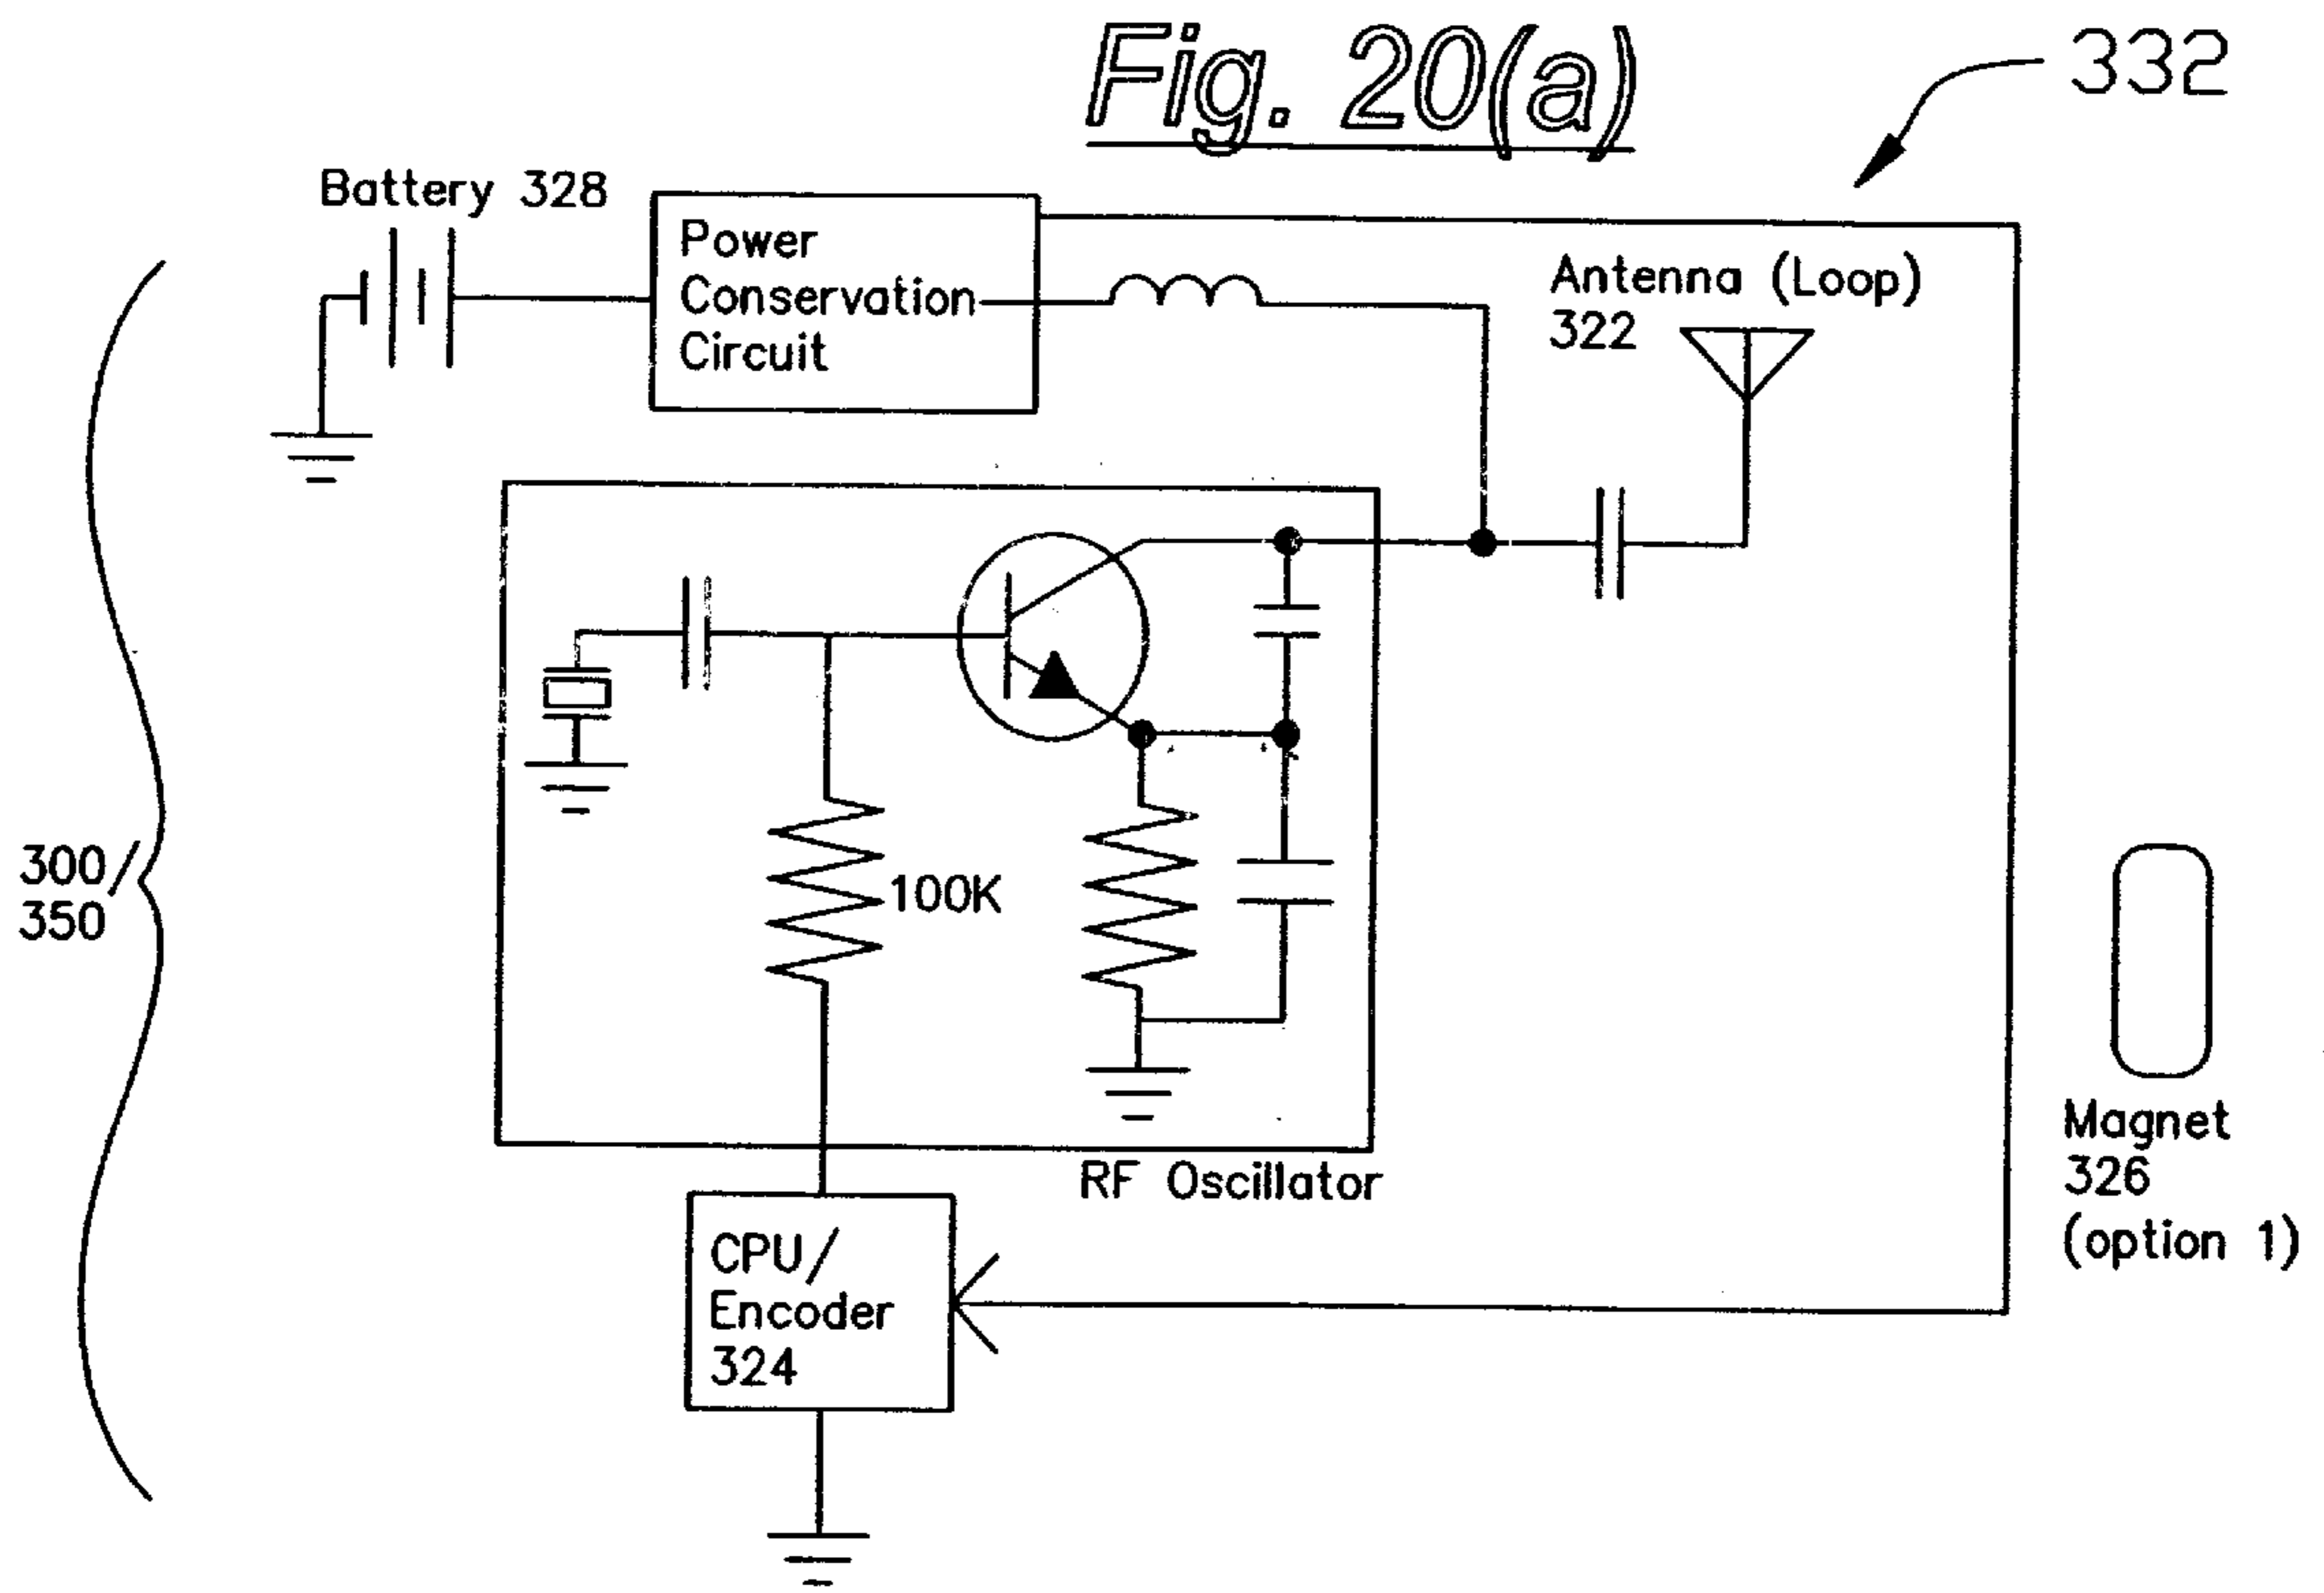 Fig. 20(a)
332
Battery 328
Power
Conservation
Circuit
Antenna (Loop)
322
300/
350
100K
RF Oscillator
CPU/
Encoder
324
Magnet
326
(option 1)